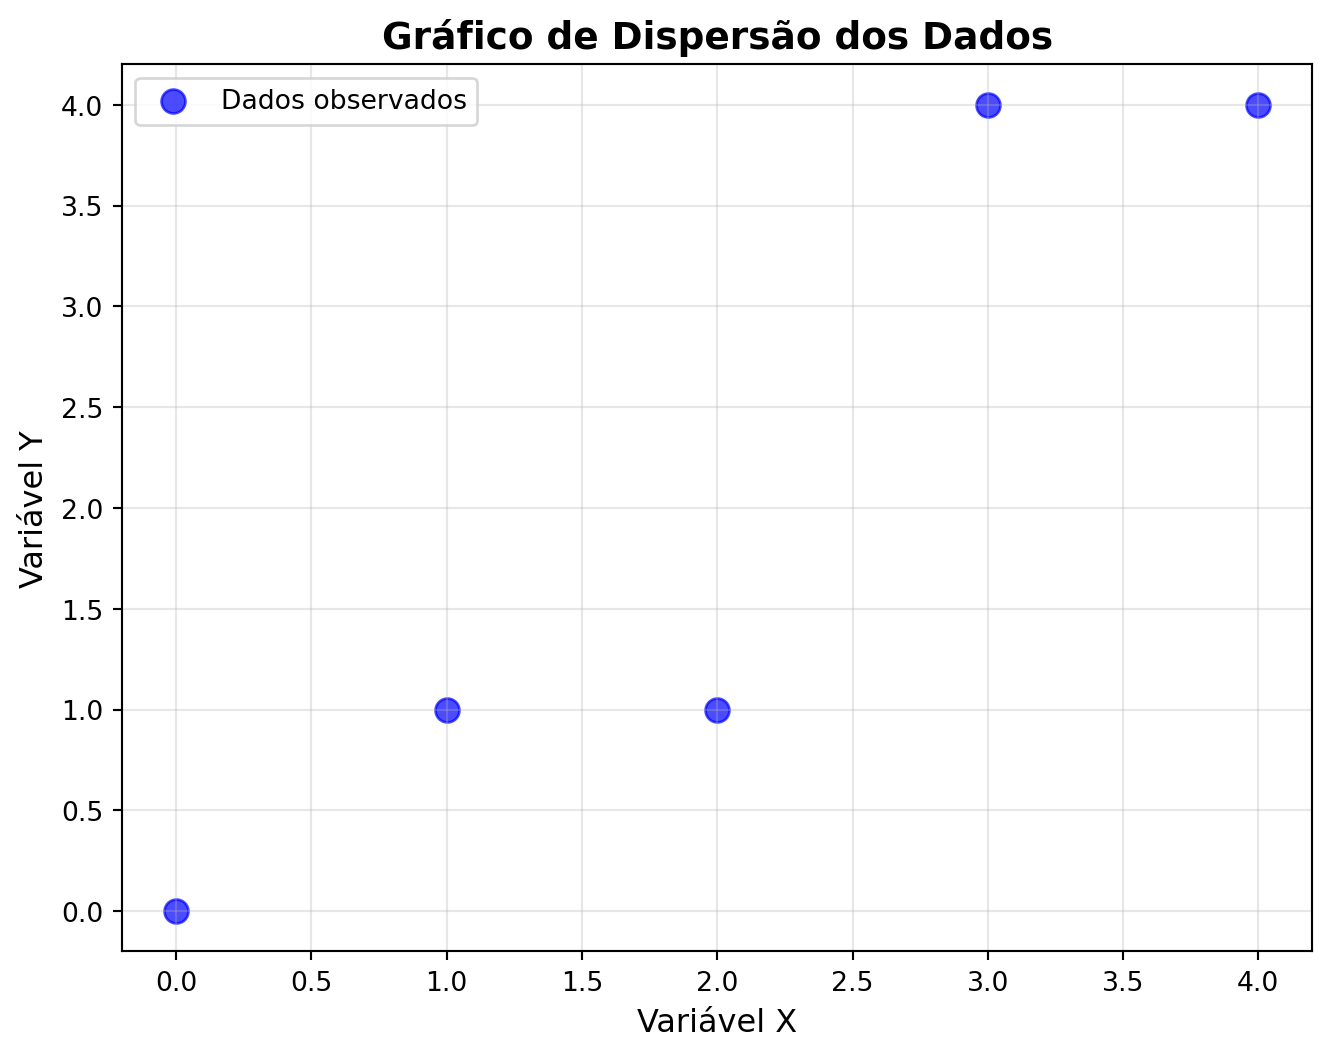 Gráfico de Dispersão dos Dados
Dados observados
4.0
3.5
3.0
2.5
2.0
1.5
1.0
0.5
0.0
Variável Y
0.0 0.5 1.0 1.5 2.0 2.5 3.0 3.5 4.0
Variável X